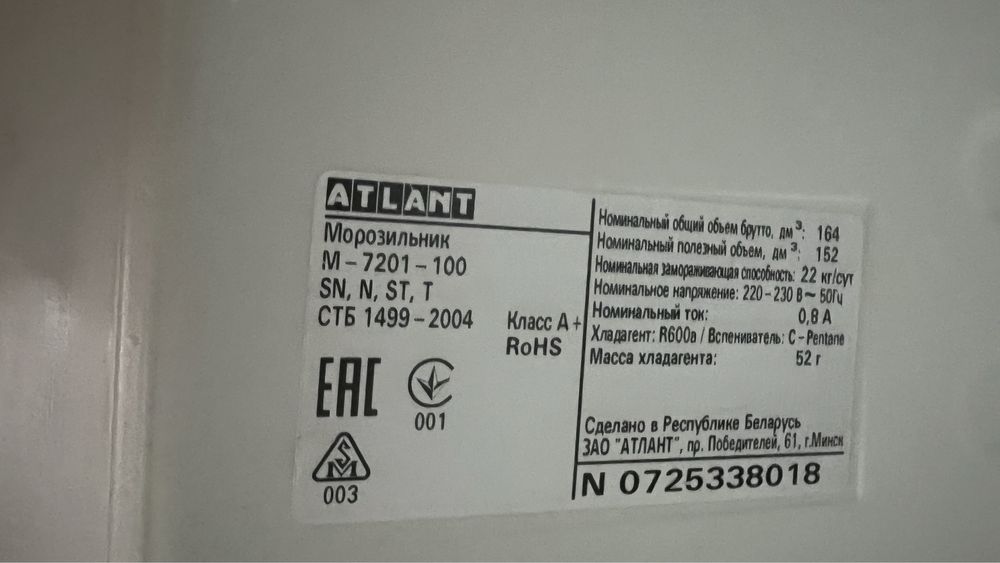 ATLANT
Морозильник
М-7201-100
SN, N, ST, T
СТБ 1499-2004
Класс А+
RoHS
EAC
001
003
Номинальный общий объем брутто, дм³: 164
Номинальный полезный объем, дм³: 152
Номинальная замораживающая способность: 22 кг/сут
Номинальное напряжение: 220-230 В~ 50Гц
Номинальный ток: 0,8 А
Хладагент: R600a / Вспениватель: C-Pentane
Масса хладагента: 52 г
Сделано в Республике Беларусь
ЗАО "АТЛАНТ", пр. Победителей, 61, г.Минск
N 0725338018